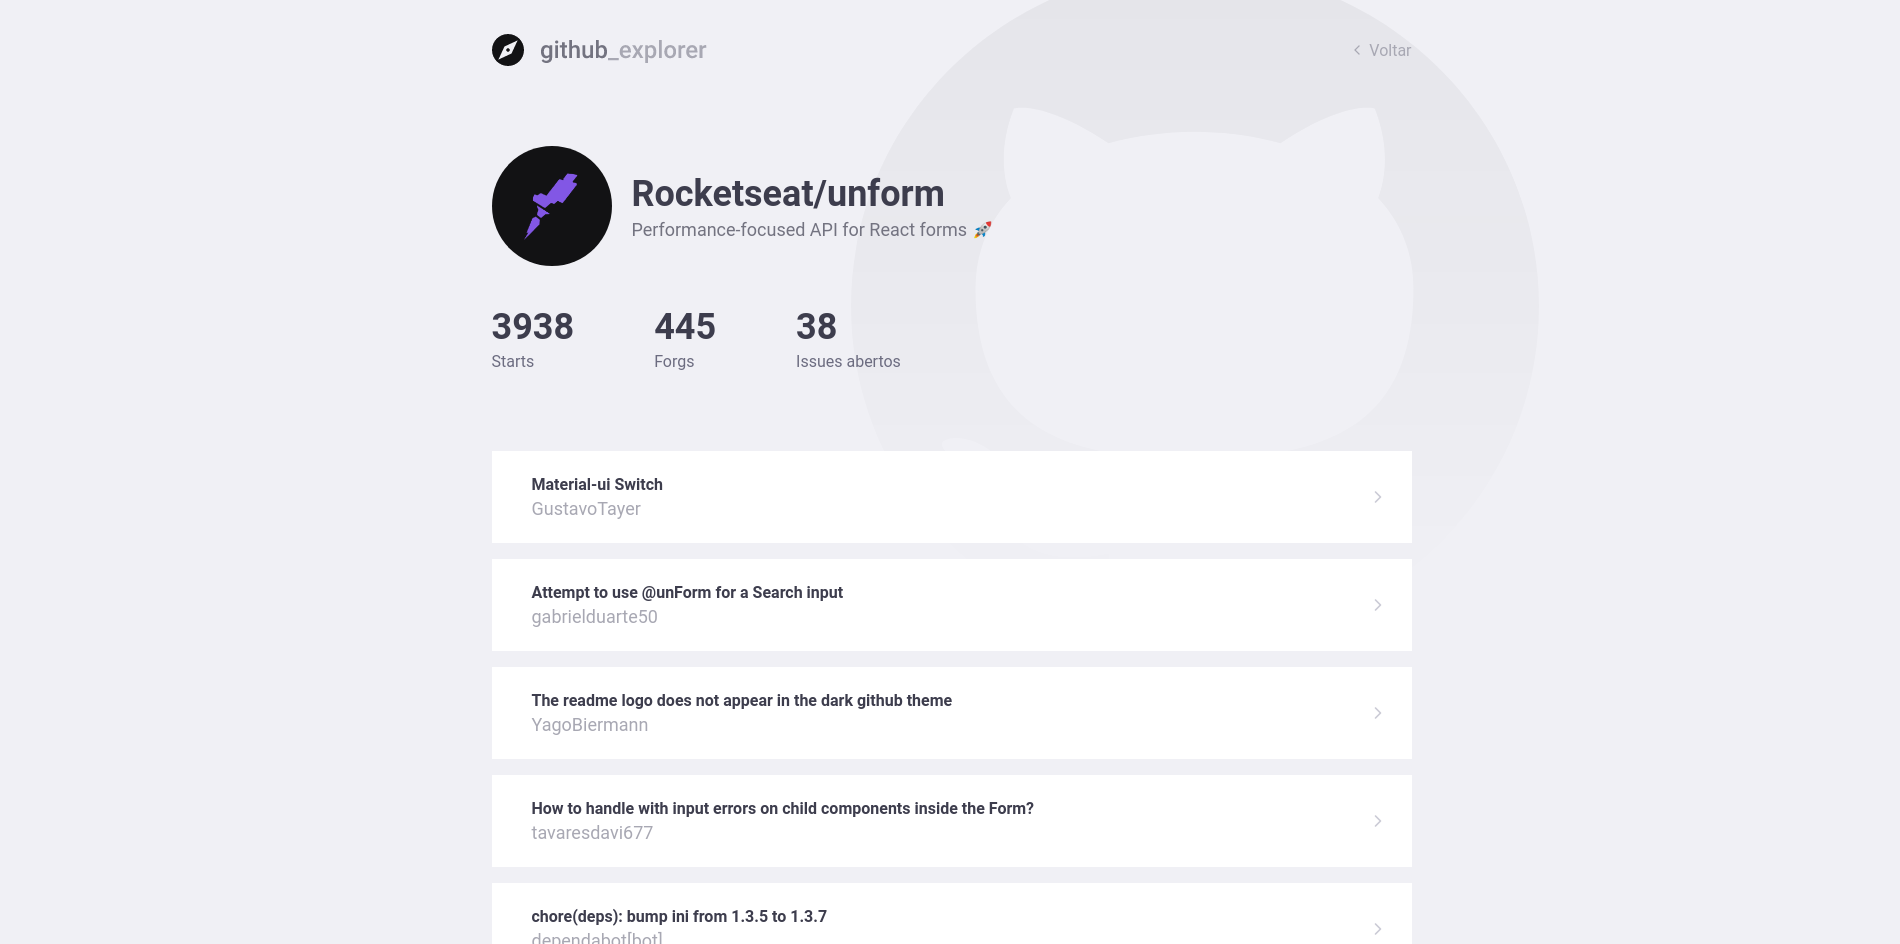 github_explorer
Voltar
Rocketseat/unform
Performance-focused API for React forms 🚀
3938
445
38
Starts
Forgs
Issues abertos
Material-ui Switch
GustavoTayer
Attempt to use @unForm for a Search input
gabrielduarte50
The readme logo does not appear in the dark github theme
YagoBiermann
How to handle with input errors on child components inside the Form?
tavaresdavi677
chore(deps): bump ini from 1.3.5 to 1.3.7
dependabot[bot]